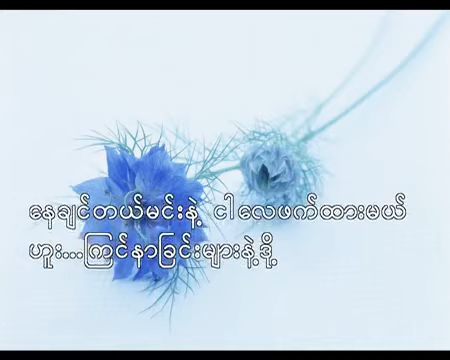 နေချင်တယ်မင်းနဲ့ ငါလေဖက်ထားမယ်
ဟူး...ကြင်နာခြင်းများနဲ့ဒို့